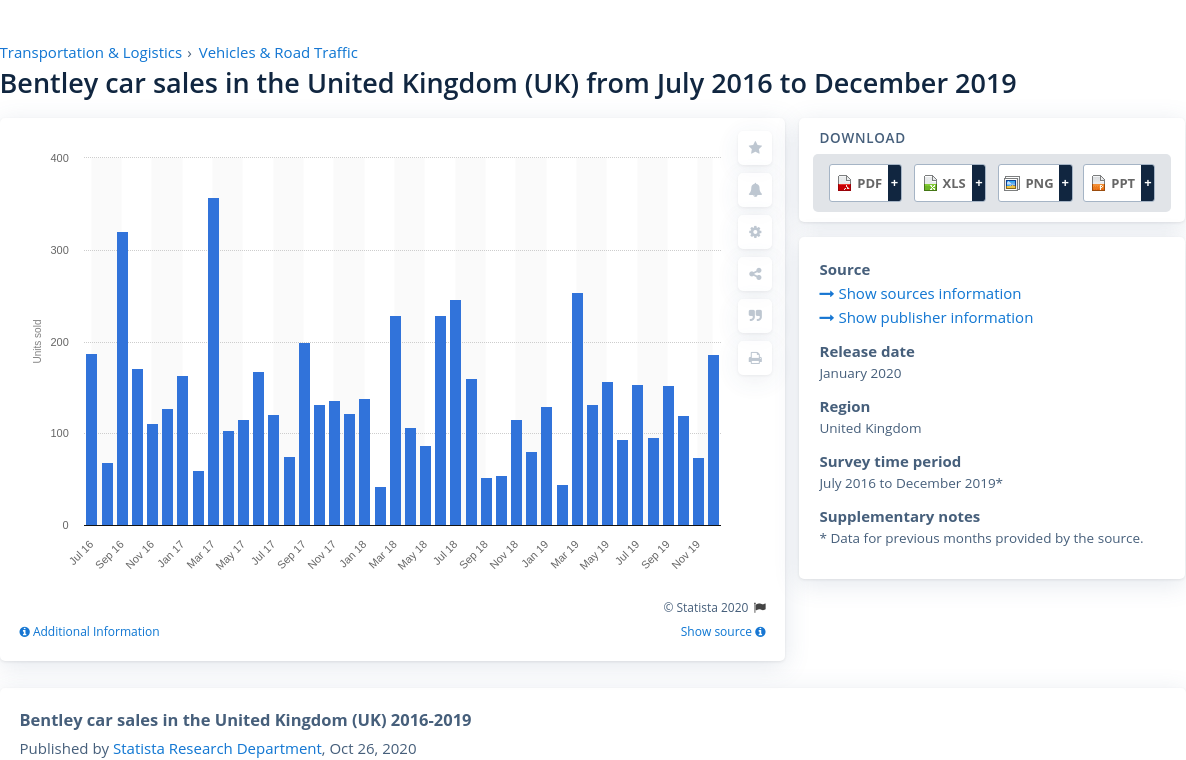 Transportation & Logistics › Vehicles & Road Traffic
Bentley car sales in the United Kingdom (UK) from July 2016 to December 2019
400
300
200
100
0
Units sold
Jul 16
Sep 16
Nov 16
Jan 17
Mar 17
May 17
Jul 17
Sep 17
Nov 17
Jan 18
Mar 18
May 18
Jul 18
Sep 18
Nov 18
Jan 19
Mar 19
May 19
Jul 19
Sep 19
Nov 19
© Statista 2020
Additional Information
Show source
DOWNLOAD
PDF + XLS + PNG + PPT +
Source
Show sources information
Show publisher information
Release date
January 2020
Region
United Kingdom
Survey time period
July 2016 to December 2019*
Supplementary notes
* Data for previous months provided by the source.
Bentley car sales in the United Kingdom (UK) 2016-2019
Published by Statista Research Department, Oct 26, 2020